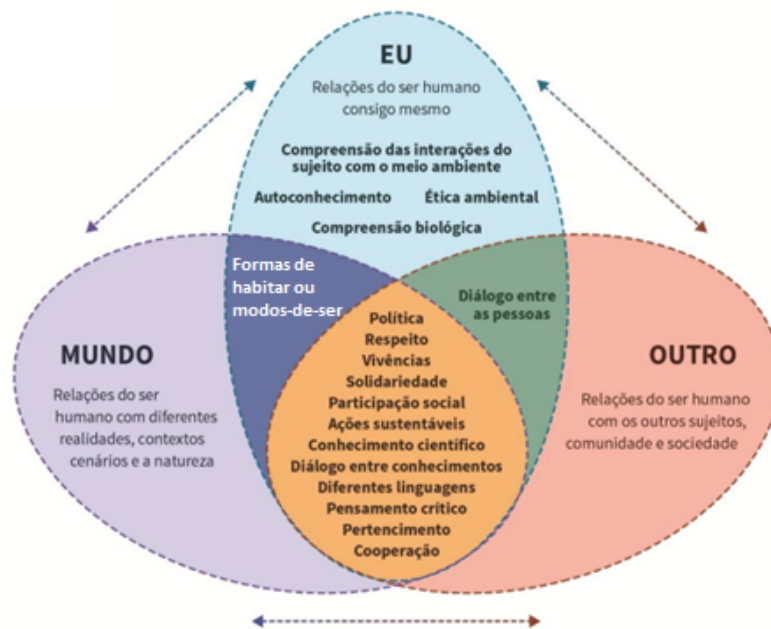 EU
Relações do ser humano
consigo mesmo
Compreensão das interações do
sujeito com o meio ambiente
Autoconhecimento Ética ambiental
Compreensão biológica
Formas de
habitar ou
modos-de-ser
Diálogo entre
as pessoas
MUNDO
Relações do ser
humano com diferentes
realidades, contextos
cenários e a natureza
Política
Respeito
Vivências
Solidariedade
Participação social
Ações sustentáveis
Conhecimento científico
Diálogo entre conhecimentos
Diferentes linguagens
Pensamento crítico
Pertencimento
Cooperação
OUTRO
Relações do ser humano
com os outros sujeitos,
comunidade e sociedade